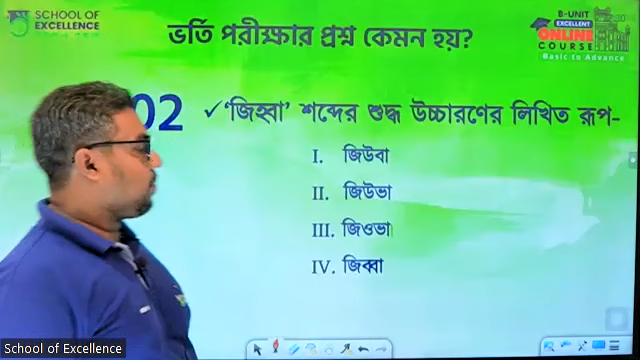 SCHOOL OF
EXCELLENCE
B-UNIT
EXCELLENT
ONLINE
COURSE
Basic to Advance
ভর্তি পরীক্ষার প্রশ্ন কেমন হয়?
02
✓‘জিহ্বা’ শব্দের শুদ্ধ উচ্চারণের লিখিত রূপ-
I. জিউবা
II. জিউভা
III. জিওভা
IV. জিব্বা
School of Excellence